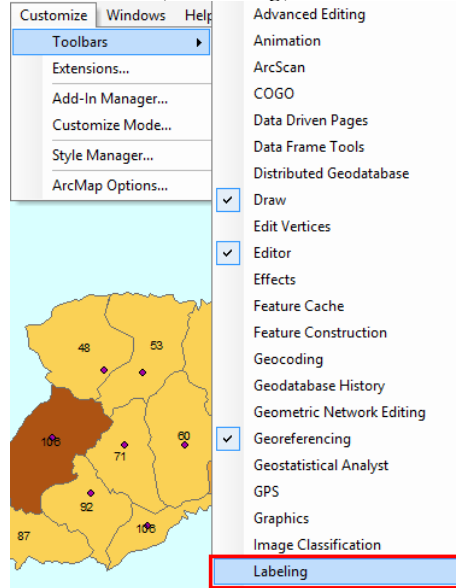 Customize Windows Help
Toolbars
Extensions...
Add-In Manager...
Customize Mode...
Style Manager...
ArcMap Options...
Advanced Editing
Animation
ArcScan
COGO
Data Driven Pages
Data Frame Tools
Distributed Geodatabase
Draw
Edit Vertices
Editor
Effects
Feature Cache
Feature Construction
Geocoding
Geodatabase History
Geometric Network Editing
Georeferencing
Geostatistical Analyst
GPS
Graphics
Image Classification
Labeling
48
53
106
71
60
92
106
87